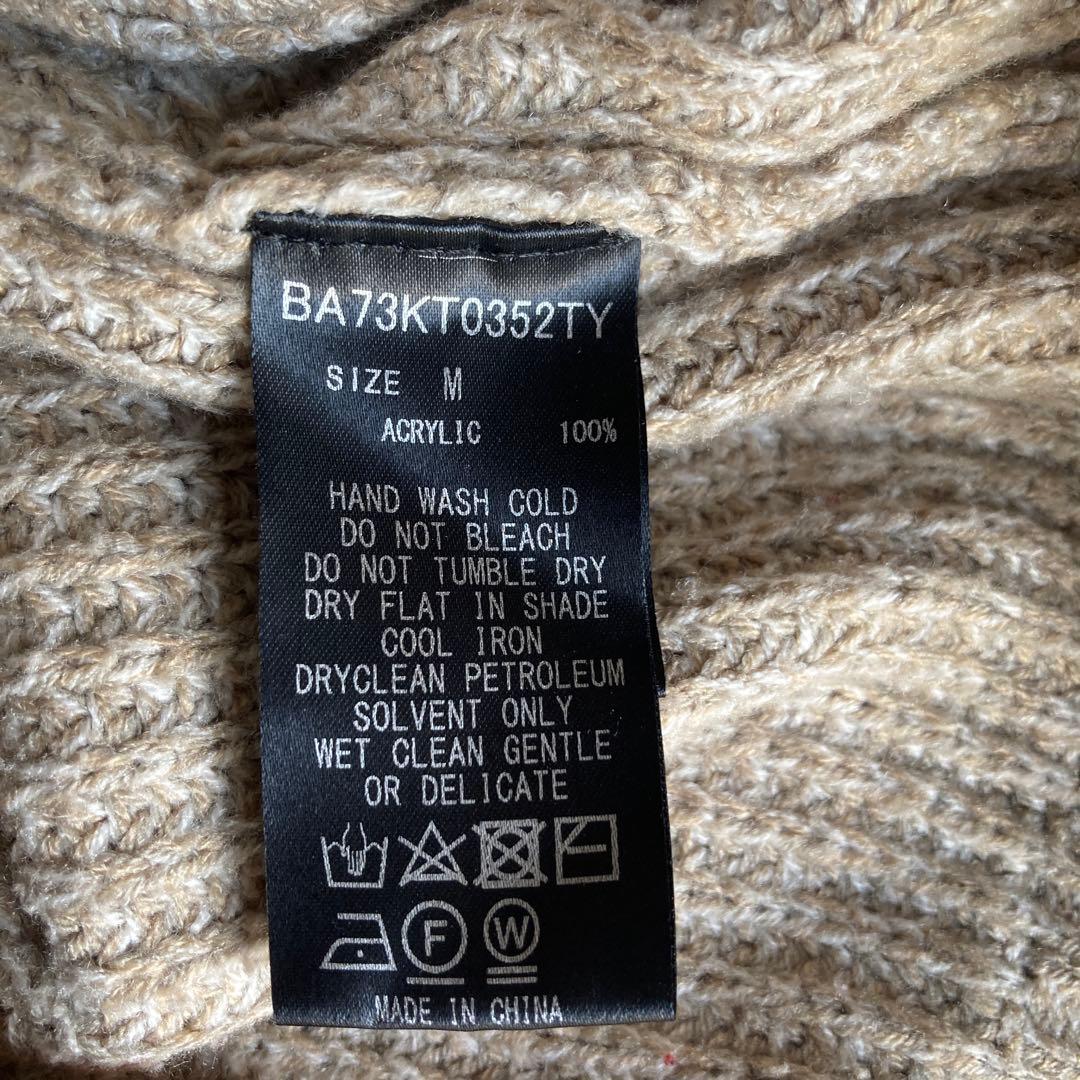 BA73KT0352TY
SIZE M
ACRYLIC 100%
HAND WASH COLD
DO NOT BLEACH
DO NOT TUMBLE DRY
DRY FLAT IN SHADE
COOL IRON
DRYCLEAN PETROLEUM
SOLVENT ONLY
WET CLEAN GENTLE
OR DELICATE
F W
MADE IN CHINA